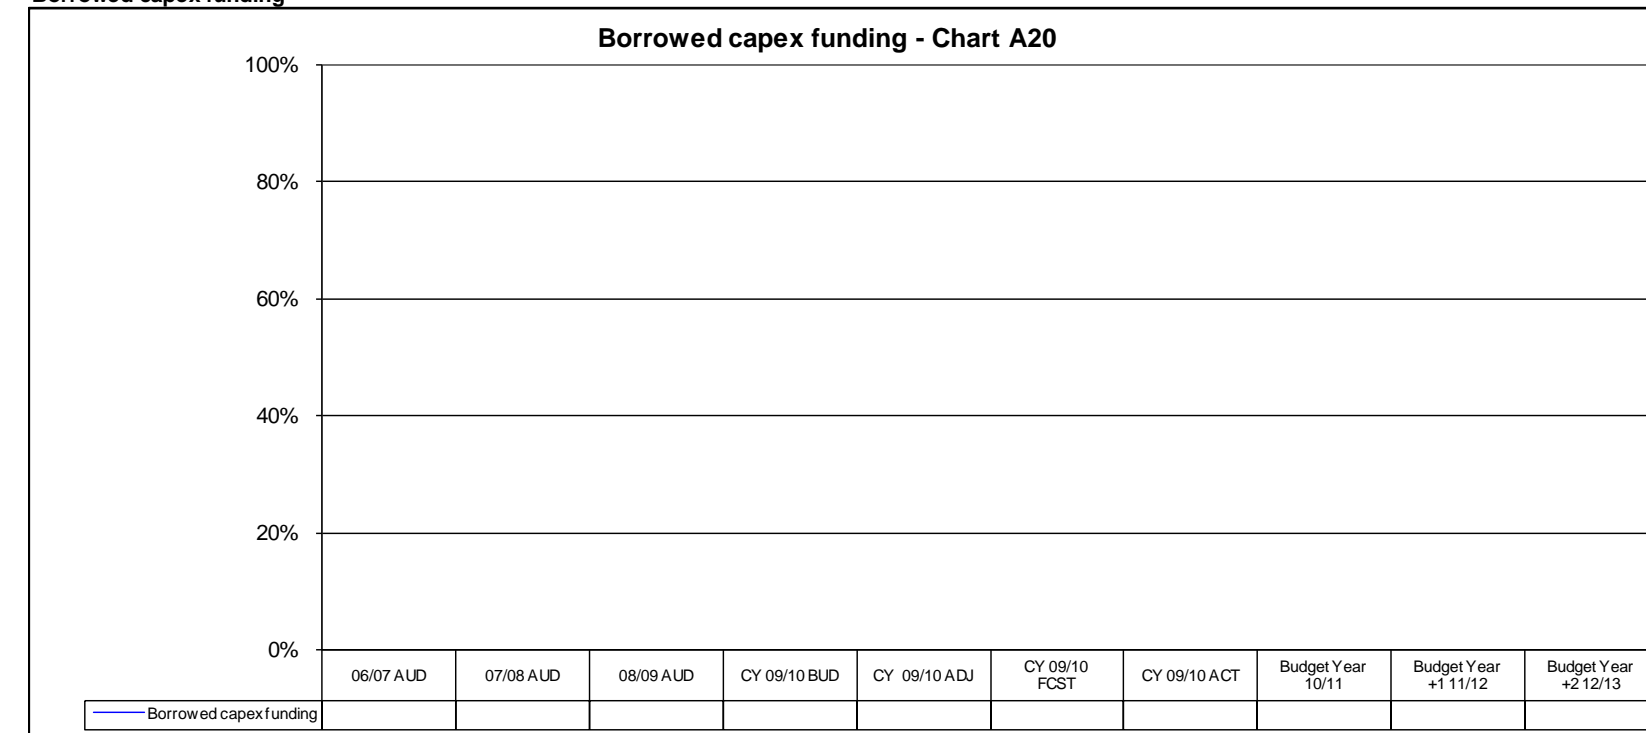 Borrowed capex funding
Borrowed capex funding - Chart A20
100%
80%
60%
40%
20%
0%
06/07 AUD 07/08 AUD 08/09 AUD CY 09/10 BUD CY 09/10 ADJ CY 09/10 FCST CY 09/10 ACT Budget Year 10/11 Budget Year +1 11/12 Budget Year +2 12/13
Borrowed capex funding